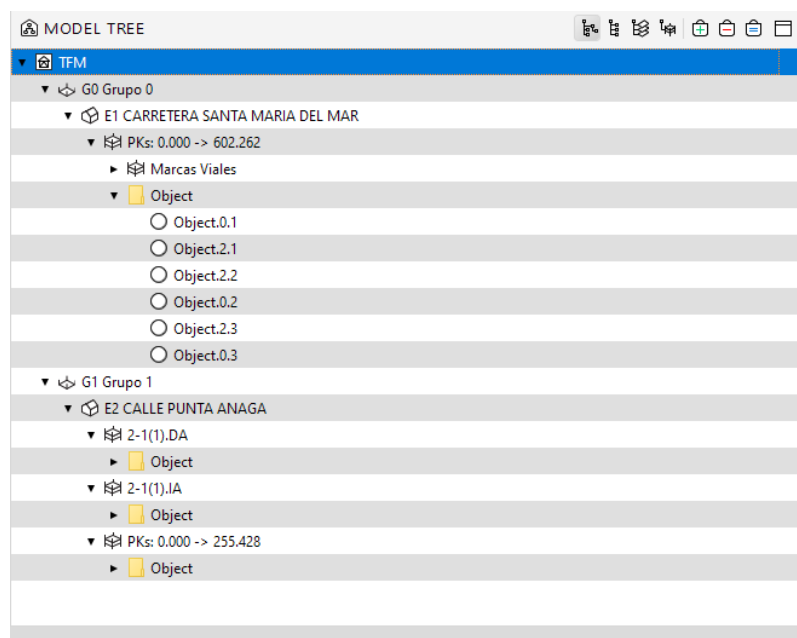 MODEL TREE
TFM
G0 Grupo 0
E1 CARRETERA SANTA MARIA DEL MAR
PKs: 0.000 -> 602.262
Marcas Viales
Object
Object.0.1
Object.2.1
Object.2.2
Object.0.2
Object.2.3
Object.0.3
G1 Grupo 1
E2 CALLE PUNTA ANAGA
2-1(1).DA
Object
2-1(1).IA
Object
PKs: 0.000 -> 255.428
Object